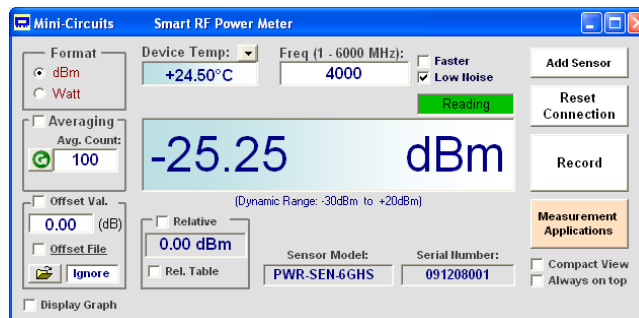 Mini-Circuits Smart RF Power Meter
Format
dBm
Watt
Device Temp:
+24.50°C
Freq (1 - 6000 MHz):
4000
Faster
Low Noise
Reading
Add Sensor
Reset
Connection
Record
Averaging
Avg. Count:
100
-25.25 dBm
(Dynamic Range: -30dBm to +20dBm)
Offset Val.
0.00 (dB)
Offset File
Ignore
Relative
0.00 dBm
Rel. Table
Sensor Model:
PWR-SEN-6GHS
Serial Number:
091208001
Measurement
Applications
Compact View
Always on top
Display Graph